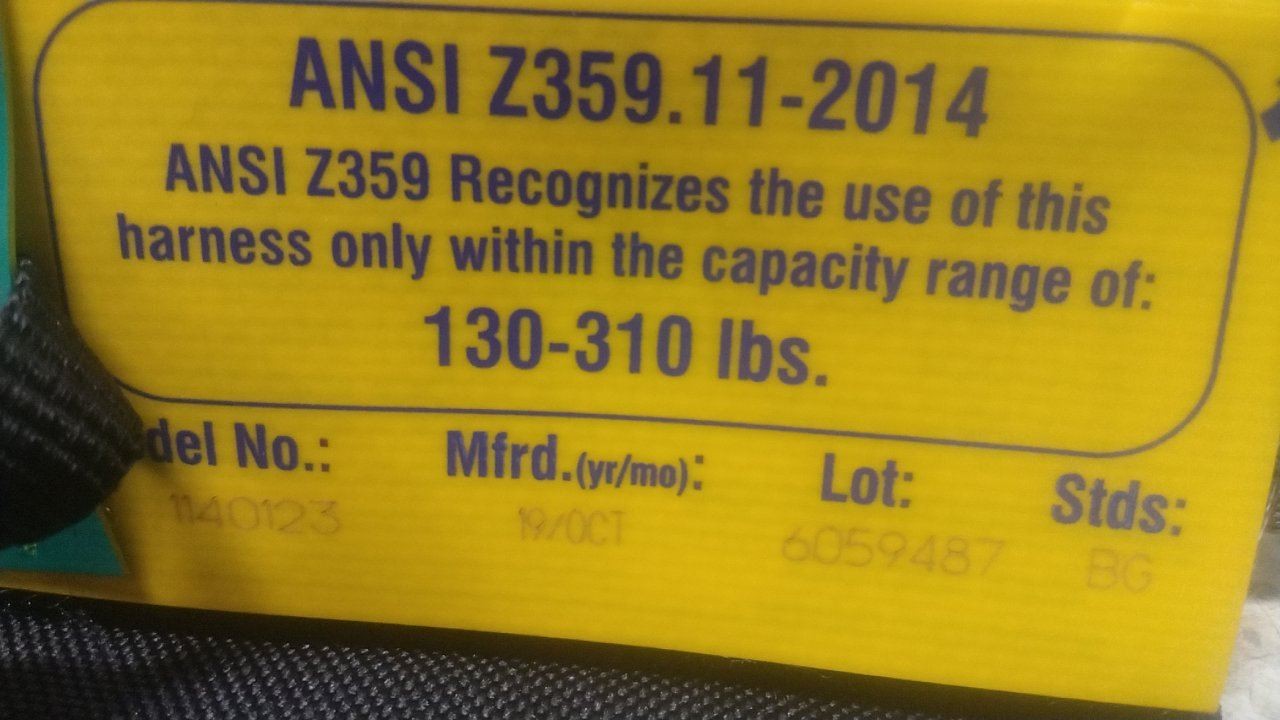 ANSI Z359.11-2014
ANSI Z359 Recognizes the use of this
harness only within the capacity range of:
130-310 lbs.
del No.: Mfrd.(yr/mo): Lot: Stds:
1140123 19/OCT 6059487 BG